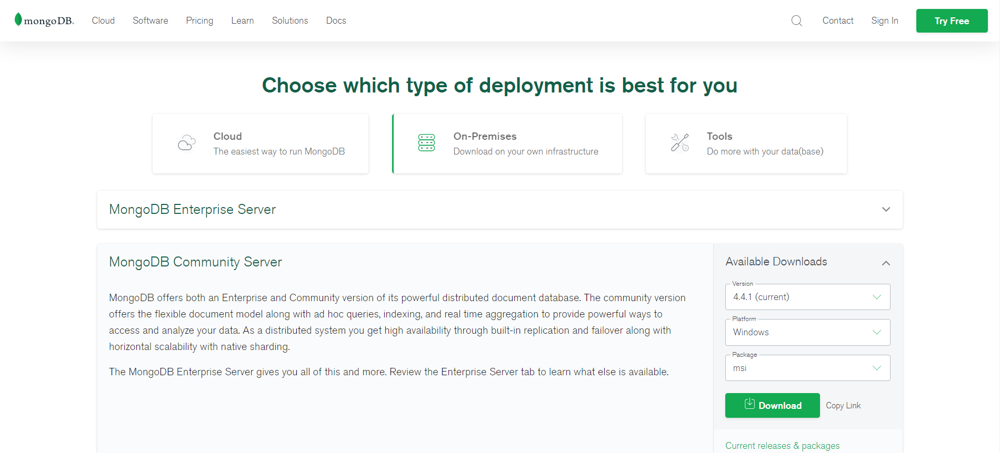 mongoDB.
Cloud
Software
Pricing
Learn
Solutions
Docs
Contact
Sign In
Try Free
Choose which type of deployment is best for you
Cloud
The easiest way to run MongoDB
On-Premises
Download on your own infrastructure
Tools
Do more with your data(base)
MongoDB Enterprise Server
MongoDB Community Server
MongoDB offers both an Enterprise and Community version of its powerful distributed document database. The community version
offers the flexible document model along with ad hoc queries, indexing, and real time aggregation to provide powerful ways to
access and analyze your data. As a distributed system you get high availability through built-in replication and failover along with
horizontal scalability with native sharding.
The MongoDB Enterprise Server gives you all of this and more. Review the Enterprise Server tab to learn what else is available.
Available Downloads
Version
4.4.1 (current)
Platform
Windows
Package
msi
Download
Copy Link
Current releases & packages